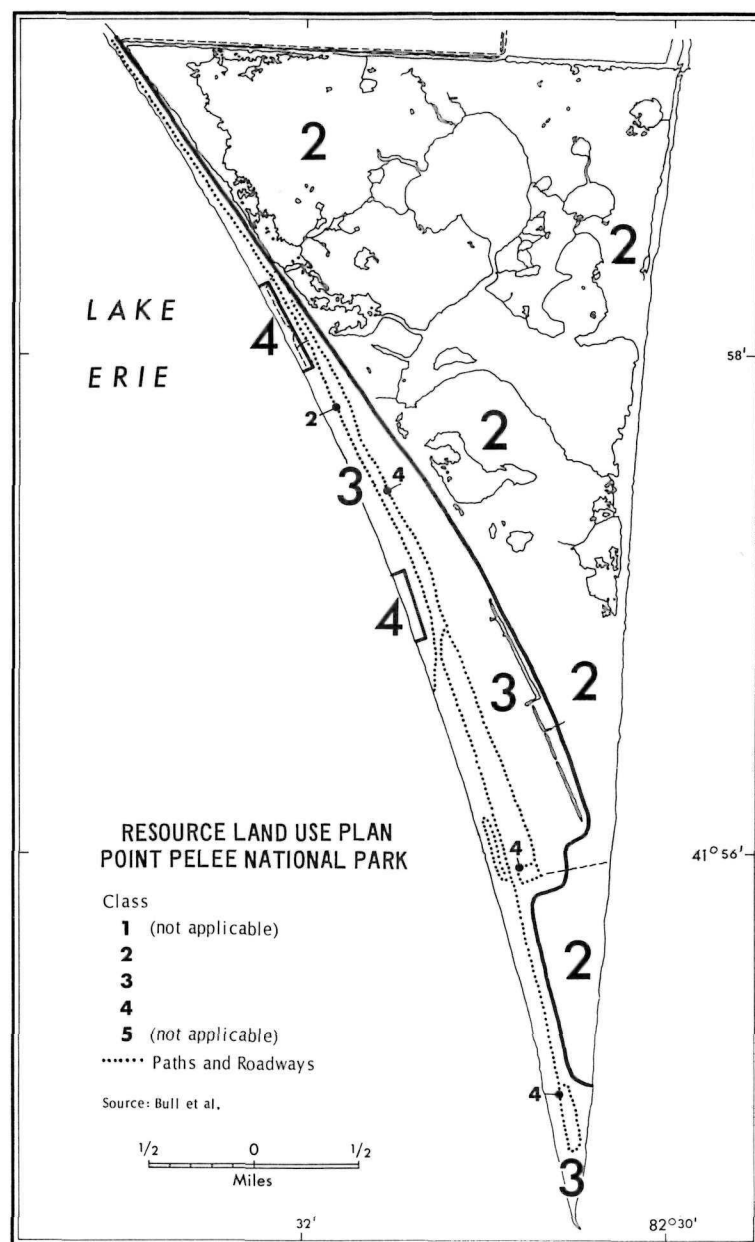 2
2
LAKE
ERIE
4
58'
2
2
4
3
4
3
2
RESOURCE LAND USE PLAN
POINT PELEE NATIONAL PARK
4
41° 56'
Class
1 (not applicable)
2
3
4
5 (not applicable)
2
Paths and Roadways
Source: Bull et al.
4
1/2 0 1/2
Miles
3
32' 82° 30'